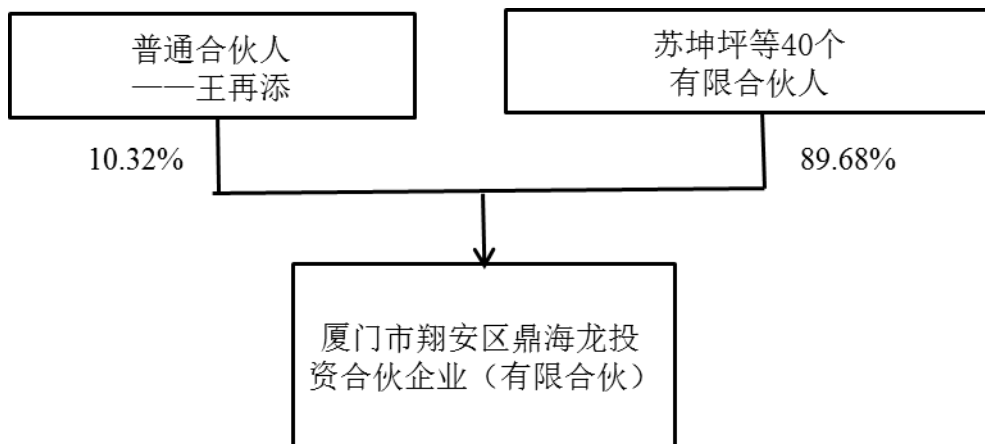 普通合伙人
——王再添
苏坤坪等40个
有限合伙人
10.32%
89.68%
厦门市翔安区鼎海龙投
资合伙企业（有限合伙）